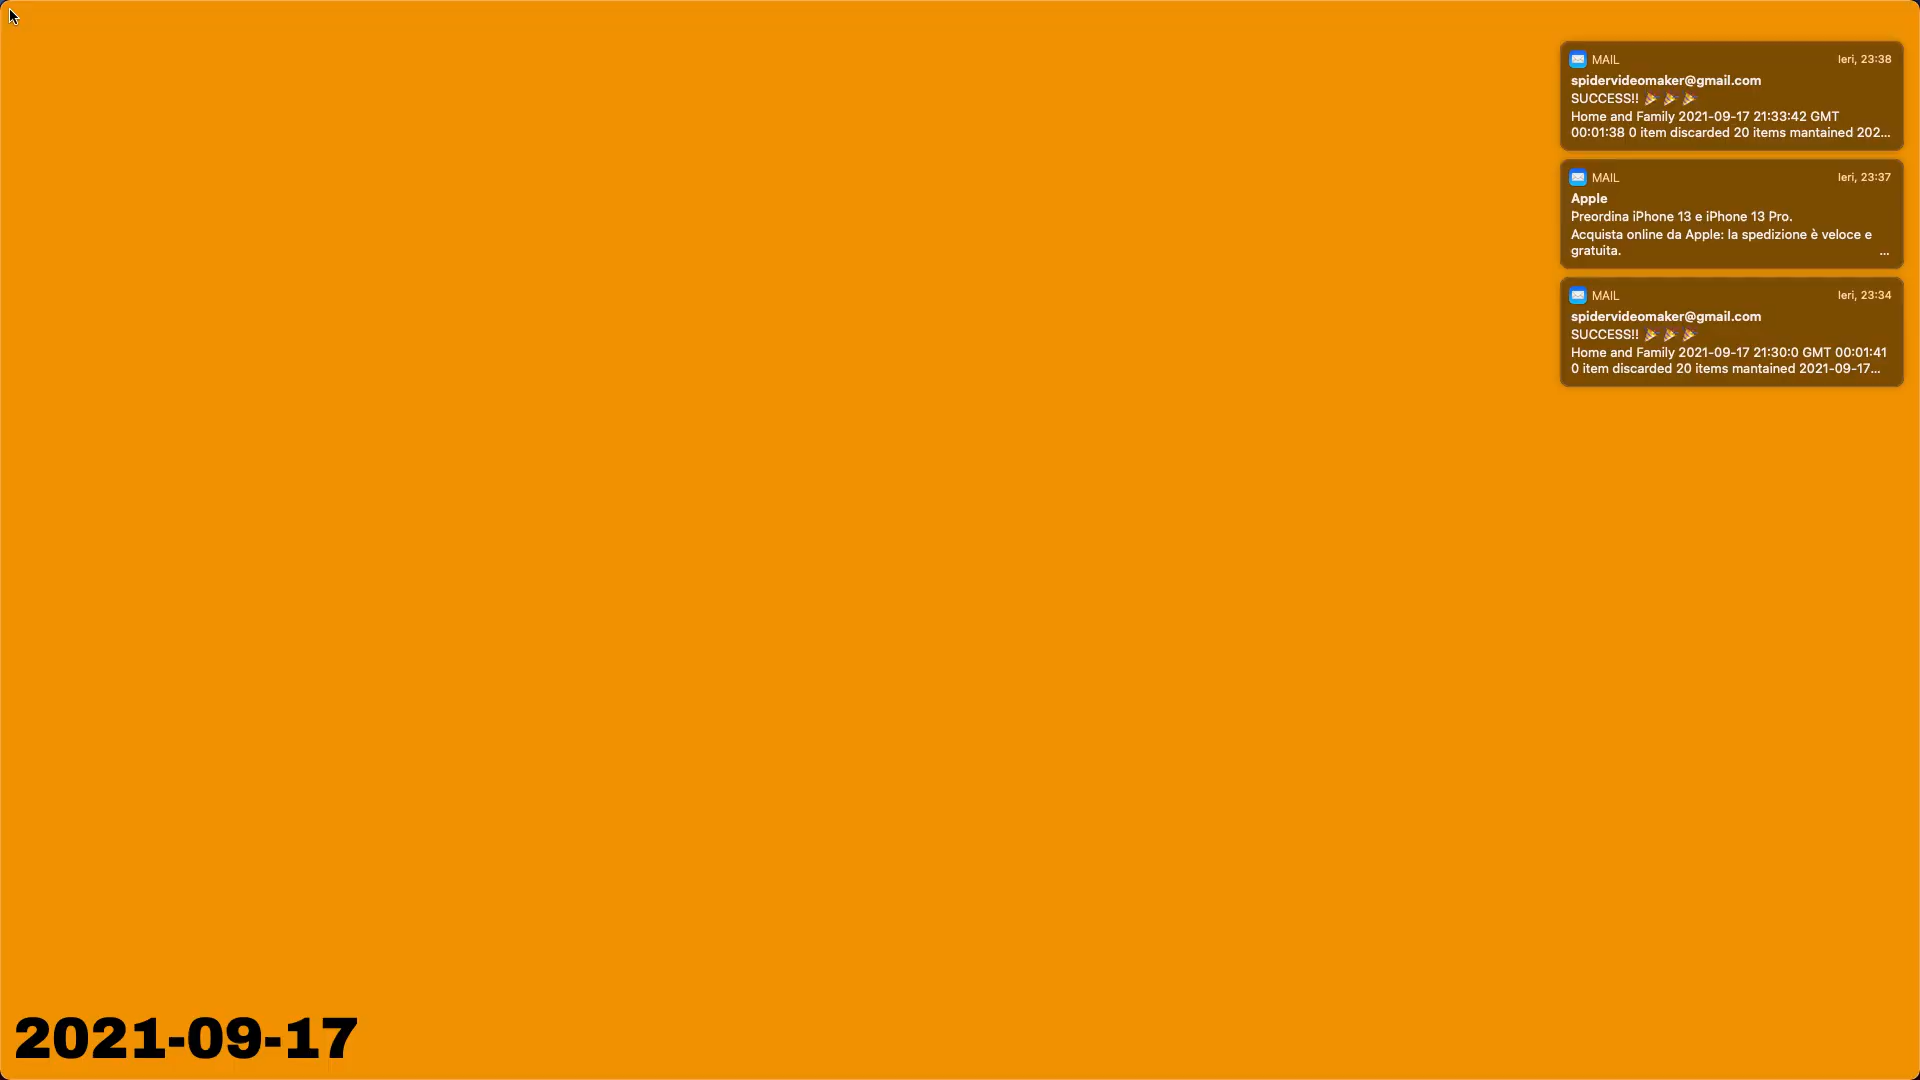 MAIL Ieri, 23:38
spidervideomaker@gmail.com
SUCCESS!! 🎉🎉🎉
Home and Family 2021-09-17 21:33:42 GMT
00:01:38 0 item discarded 20 items mantained 202...
MAIL Ieri, 23:37
Apple
Preordina iPhone 13 e iPhone 13 Pro.
Acquista online da Apple: la spedizione è veloce e
gratuita. ...
MAIL Ieri, 23:34
spidervideomaker@gmail.com
SUCCESS!! 🎉🎉🎉
Home and Family 2021-09-17 21:30:0 GMT 00:01:41
0 item discarded 20 items mantained 2021-09-17...
2021-09-17